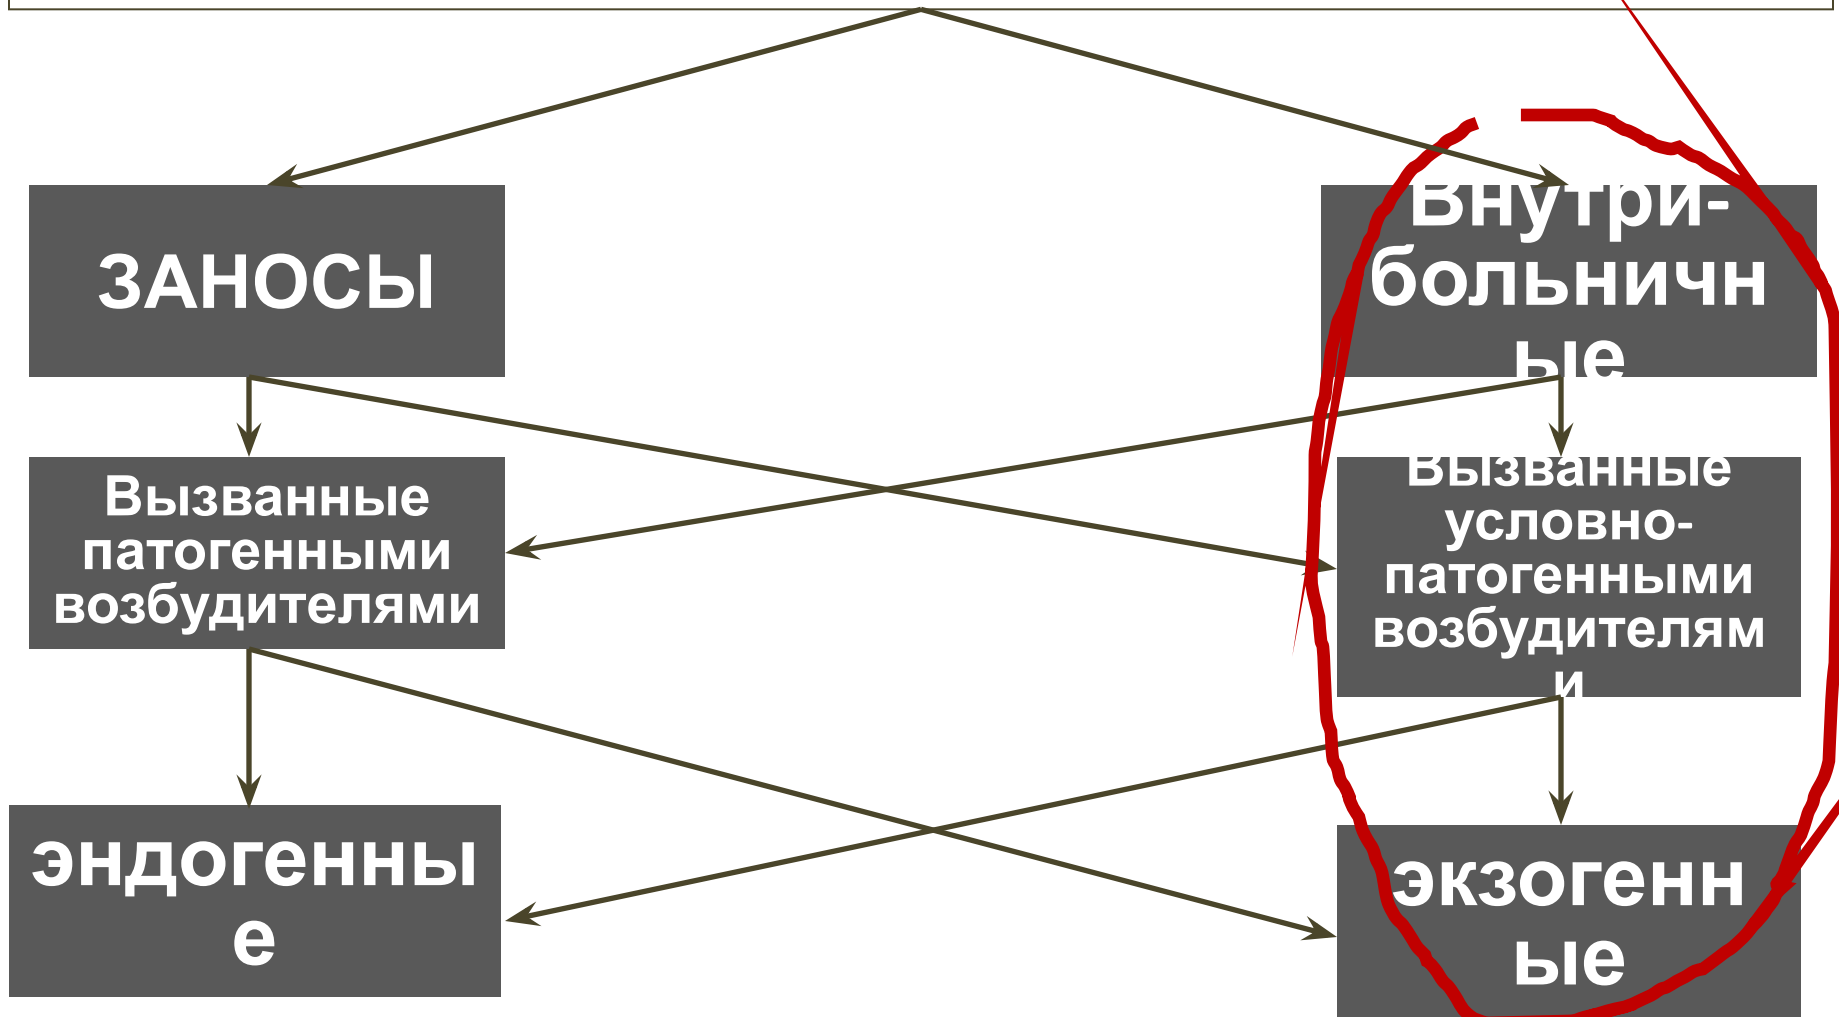 ЗАНОСЫ
Внутри-
больничн
ые
Вызванные
патогенными
возбудителями
Вызванные
условно-
патогенными
возбудителям
и
эндогенны
е
экзогенн
ые